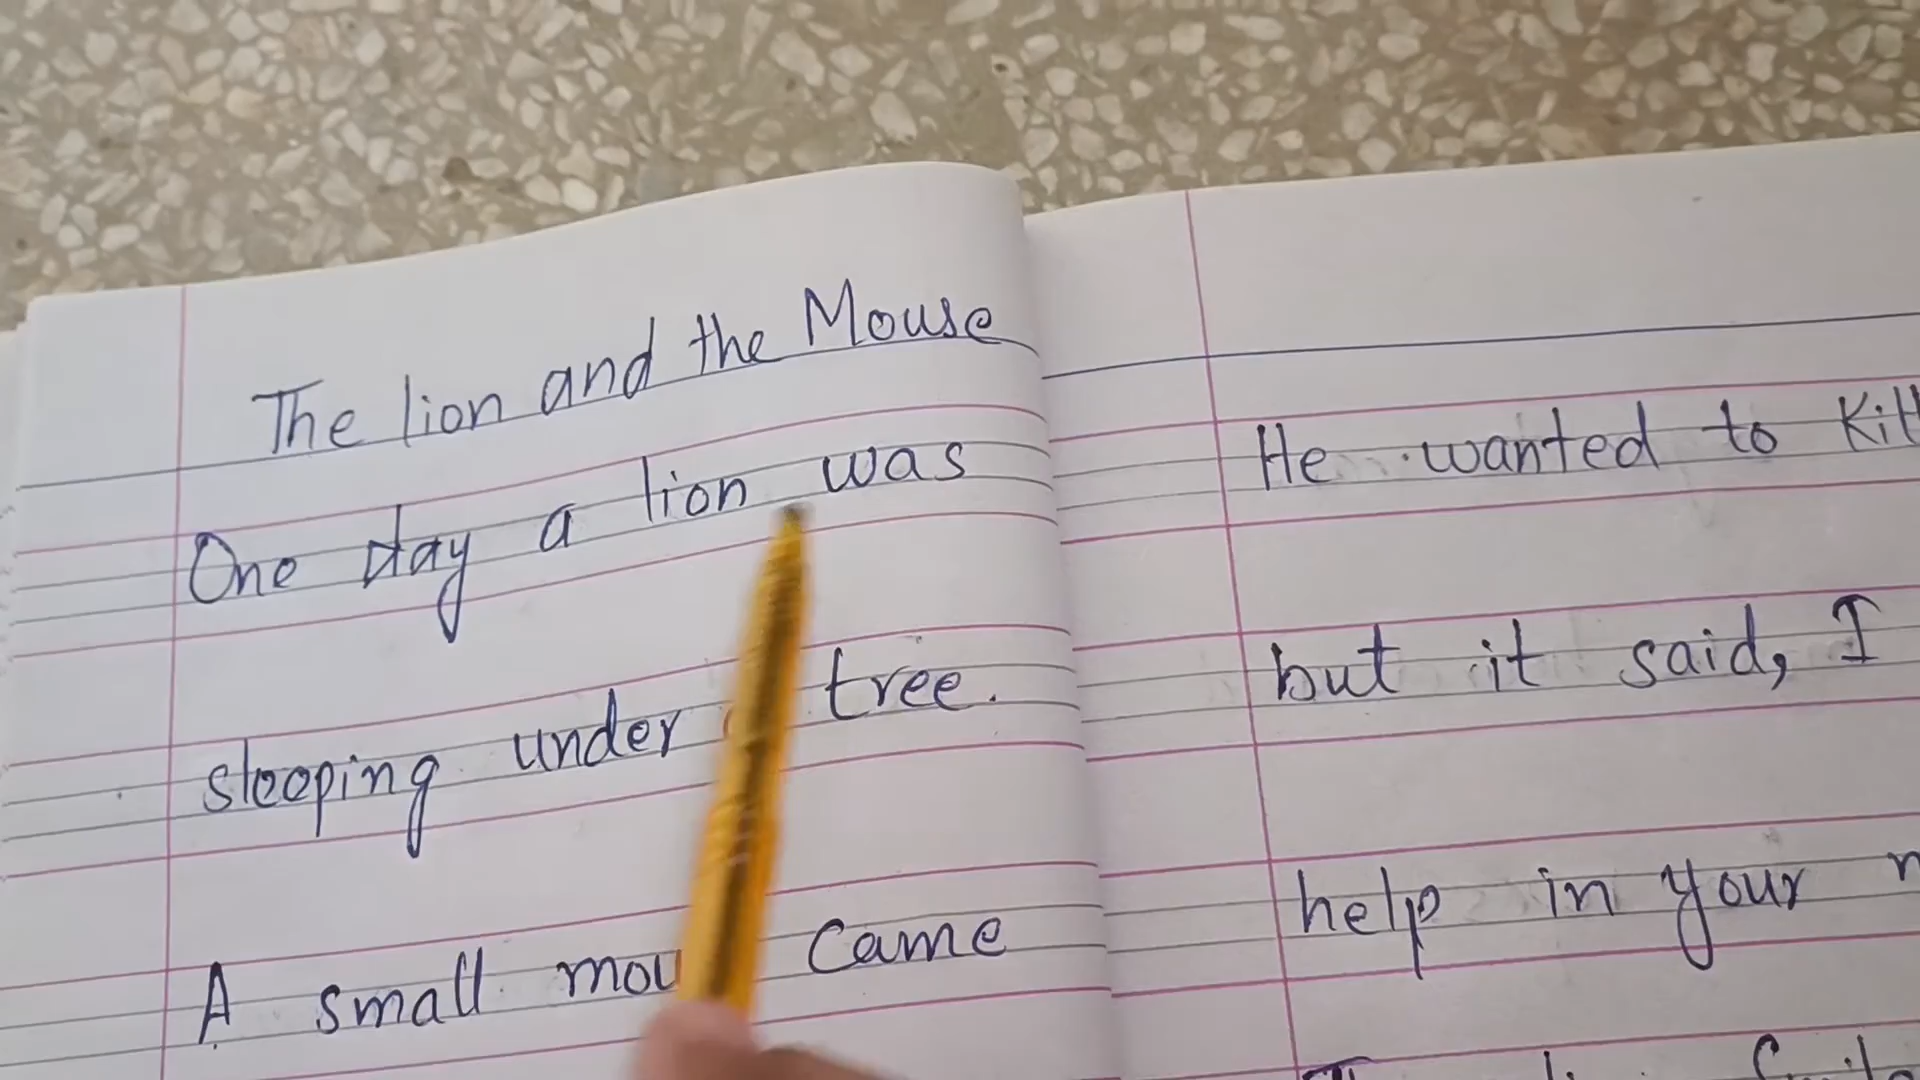 The lion and the Mouse
One day a lion was
sleeping under tree.
A small came
He wanted to
but it said, I
help in your